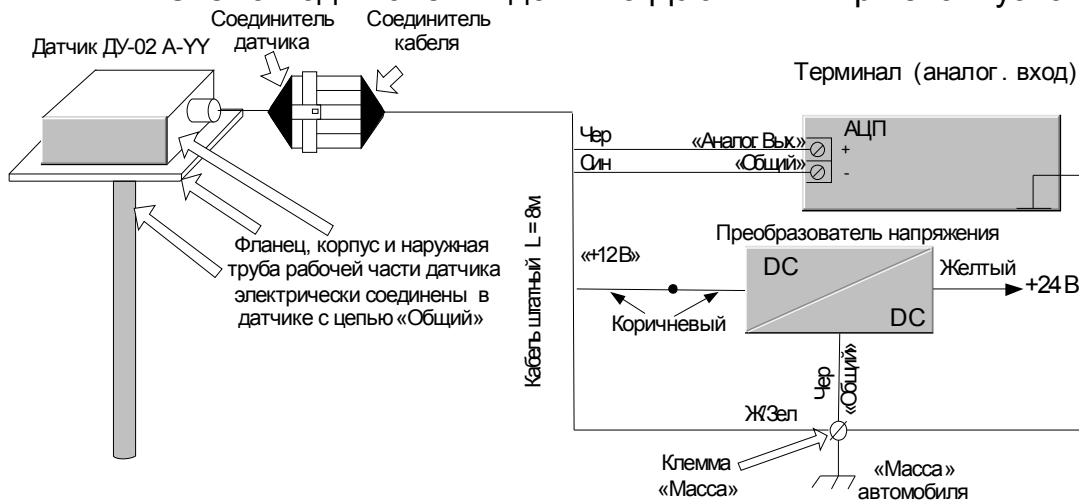 Соединитель
датчика
Соединитель
кабеля
Датчик ДУ-02 А-YY
Терминал (аналог. вход)
АЦП
Чер
«Аналог Вых.»
+
Син
«Общий»
-
Кабель штатный L = 8м
Фланец, корпус и наружная
труба рабочей части датчика
электрически соединены в
датчике с цепью «Общий»
Преобразователь напряжения
«+12В»
DC
DC
Желтый
+24В
Коричневый
Чер
«Общий»
Ж/Зел
Клемма
«Масса»
«Масса»
автомобиля